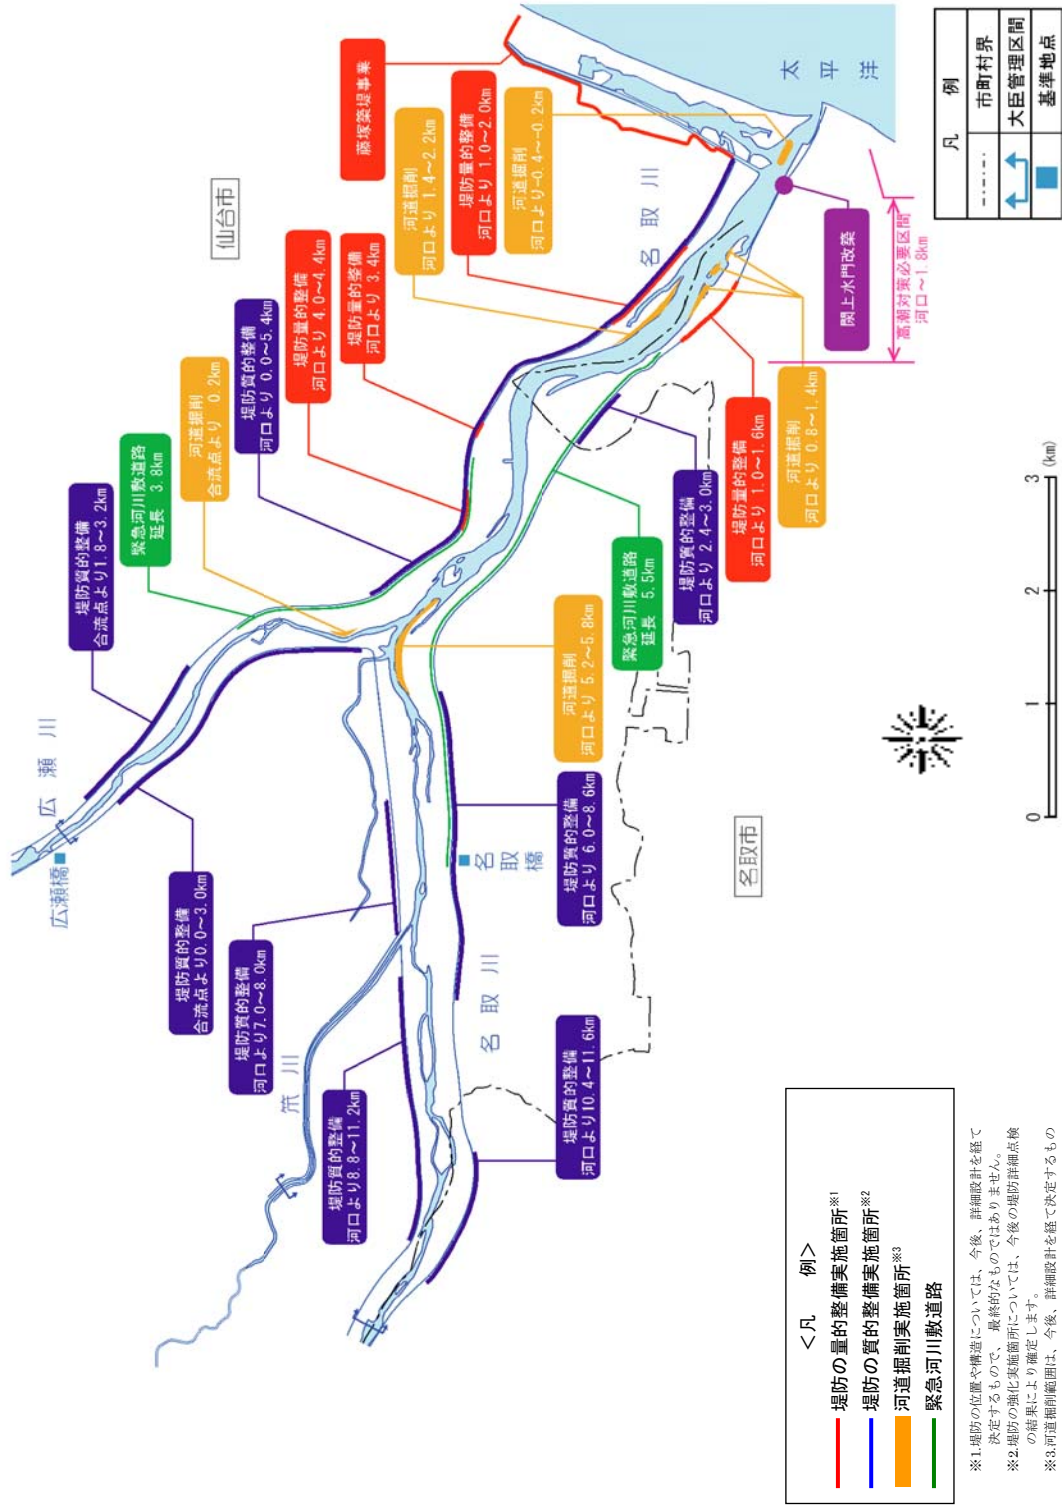 広瀬川
広瀬橋
堤防質的整備
合流点より1.8~3.2km
緊急河川敷道路
延長 3.8km
河道掘削
合流点より 0.2km
堤防質的整備
河口より 0.0~5.4km
堤防量的整備
河口より 4.0~4.4km
堤防量的整備
河口より 3.4km
仙台市
河道掘削
河口より 1.4~2.2km
堤防量的整備
河口より 1.0~2.0km
河道掘削
河口より-0.4~-0.2km
藤塚築堤事業
名取川
太平洋
堤防質的整備
合流点より0.0~3.0km
堤防質的整備
河口より7.0~8.0km
笊川
堤防質的整備
河口より8.8~11.2km
名取川
堤防質的整備
河口より10.4~11.6km
名取橋
堤防質的整備
河口より 6.0~8.6km
河道掘削
河口より 5.2~5.8km
緊急河川敷道路
延長 5.5km
堤防質的整備
河口より 2.4~3.0km
堤防量的整備
河口より 1.0~1.6km
河道掘削
河口より 0.8~1.4km
閖上水門改築
高潮対策必要区間
河口~1.8km
名取市
0 1 2 3 (km)
凡例
市町村界
大臣管理区間
基準地点
<凡 例>
堤防の量的整備実施箇所※1
堤防の質的整備実施箇所※2
河道掘削実施箇所※3
緊急河川敷道路
※1.堤防の位置や構造については、今後、詳細設計を経て
決定するもので、最終的なものではありません。
※2.堤防の強化実施箇所については、今後の堤防詳細点検
の結果により確定します。
※3.河道掘削範囲は、今後、詳細設計を経て決定するもの